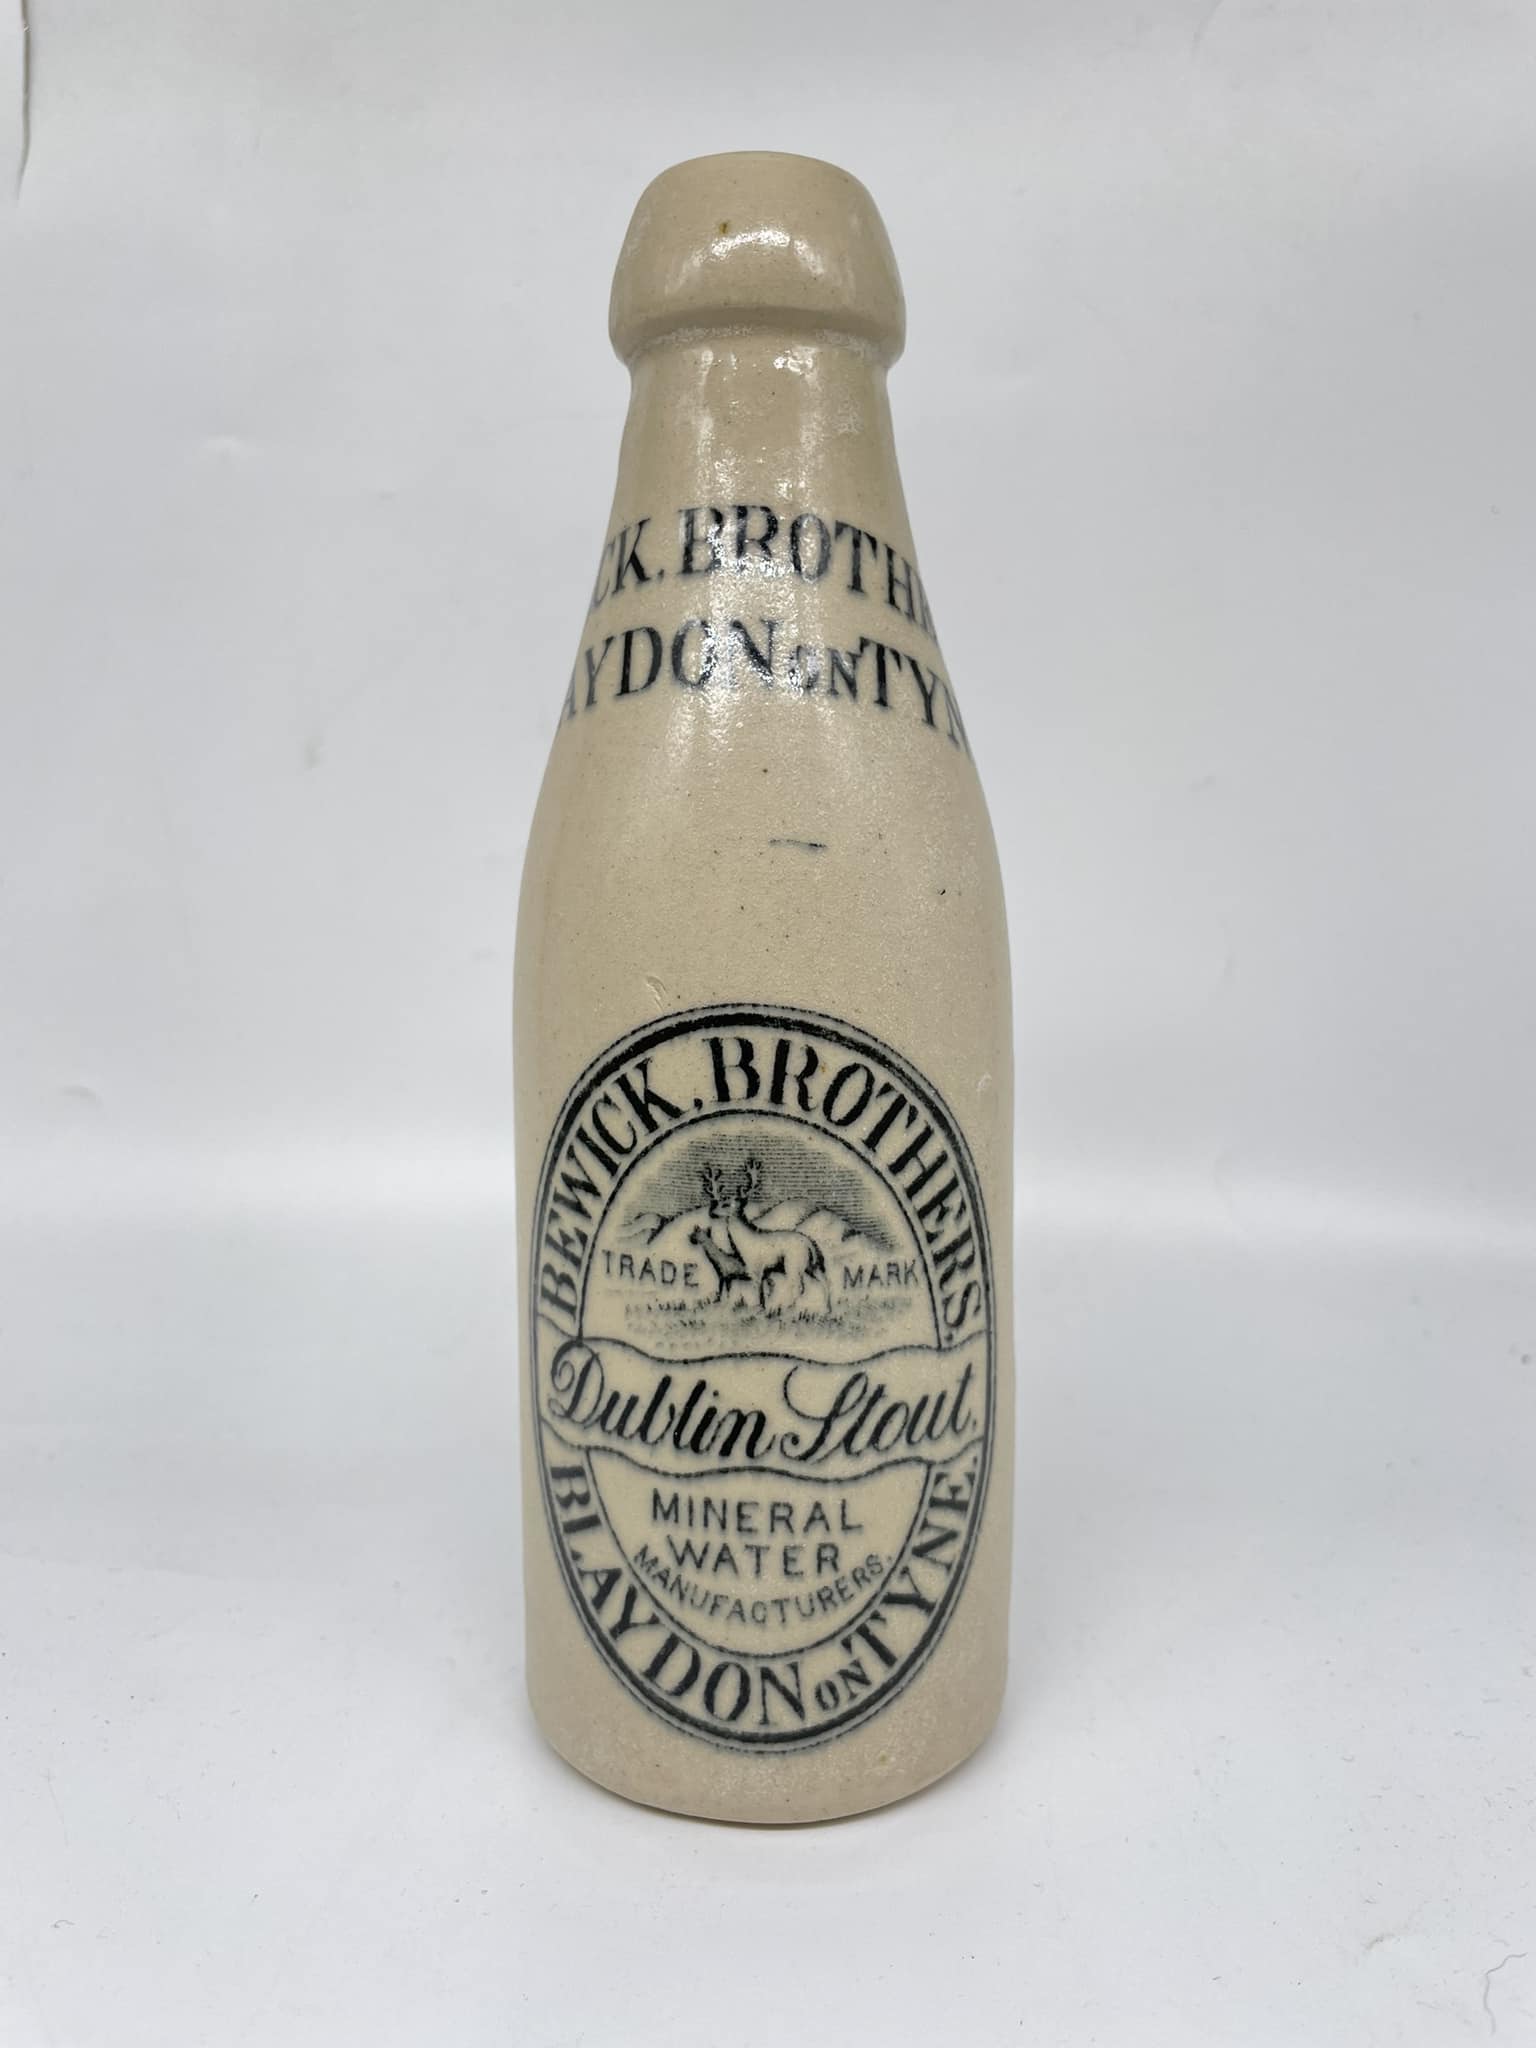 CK, BROTHE
AYDON ON TYN
BEWICK, BROTHERS.
TRADE MARK
Dublin Stout.
MINERAL
WATER
MANUFACTURERS.
BLAYDON ON TYNE.